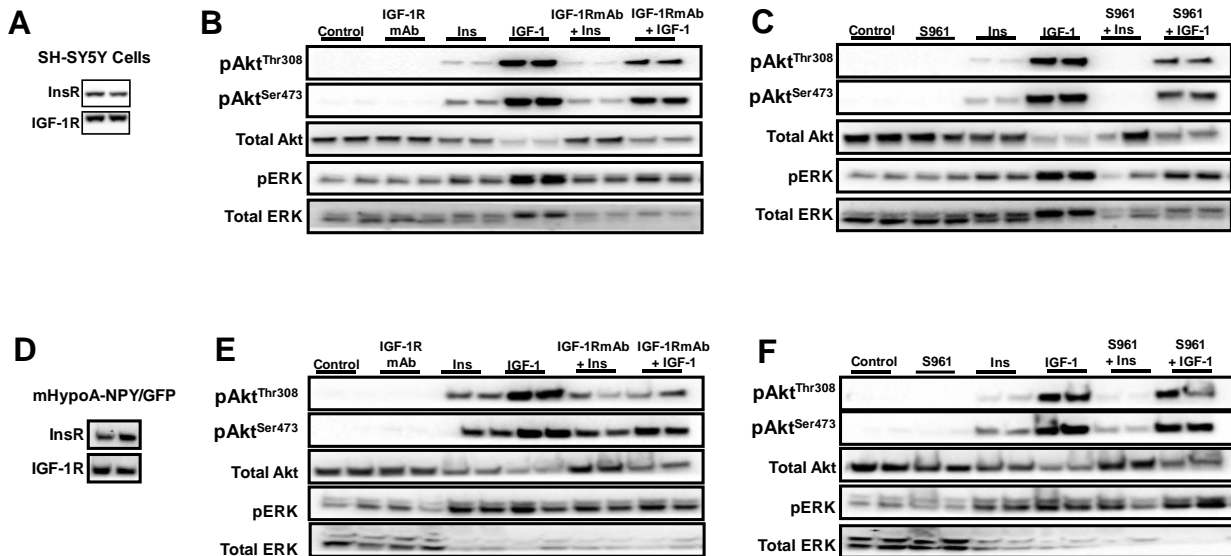 A
SH-SY5Y Cells
InsR
IGF-1R
B
Control
IGF-1R
mAb
Ins
IGF-1
IGF-1RmAb
+ Ins
IGF-1RmAb
+ IGF-1
pAktThr308
pAktSer473
Total Akt
pERK
Total ERK
C
Control
S961
Ins
IGF-1
S961
+ Ins
S961
+ IGF-1
pAktThr308
pAktSer473
Total Akt
pERK
Total ERK
D
mHypoA-NPY/GFP
InsR
IGF-1R
E
Control
IGF-1R
mAb
Ins
IGF-1
IGF-1RmAb
+ Ins
IGF-1RmAb
+ IGF-1
pAktThr308
pAktSer473
Total Akt
pERK
Total ERK
F
Control
S961
Ins
IGF-1
S961
+ Ins
S961
+ IGF-1
pAktThr308
pAktSer473
Total Akt
pERK
Total ERK